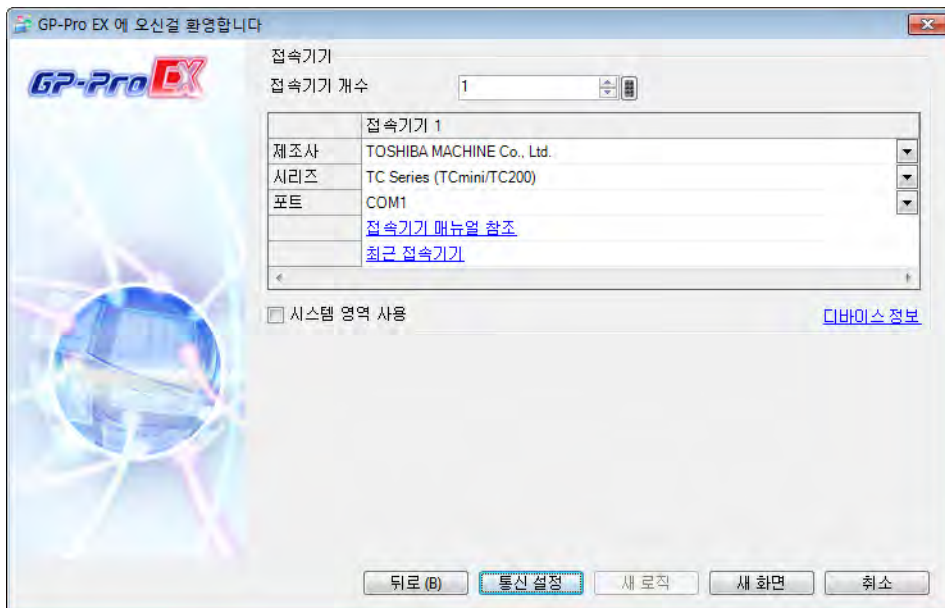 GP-Pro EX 에 오신걸 환영합니다
GP-Pro EX
접속기기
접속기기 개수 1
접속기기 1
제조사 TOSHIBA MACHINE Co., Ltd.
시리즈 TC Series (TCmini/TC200)
포트 COM1
접속기기 매뉴얼 참조
최근 접속기기
시스템 영역 사용 디바이스 정보
뒤로 (B) 통신 설정 새 로직 새 화면 취소